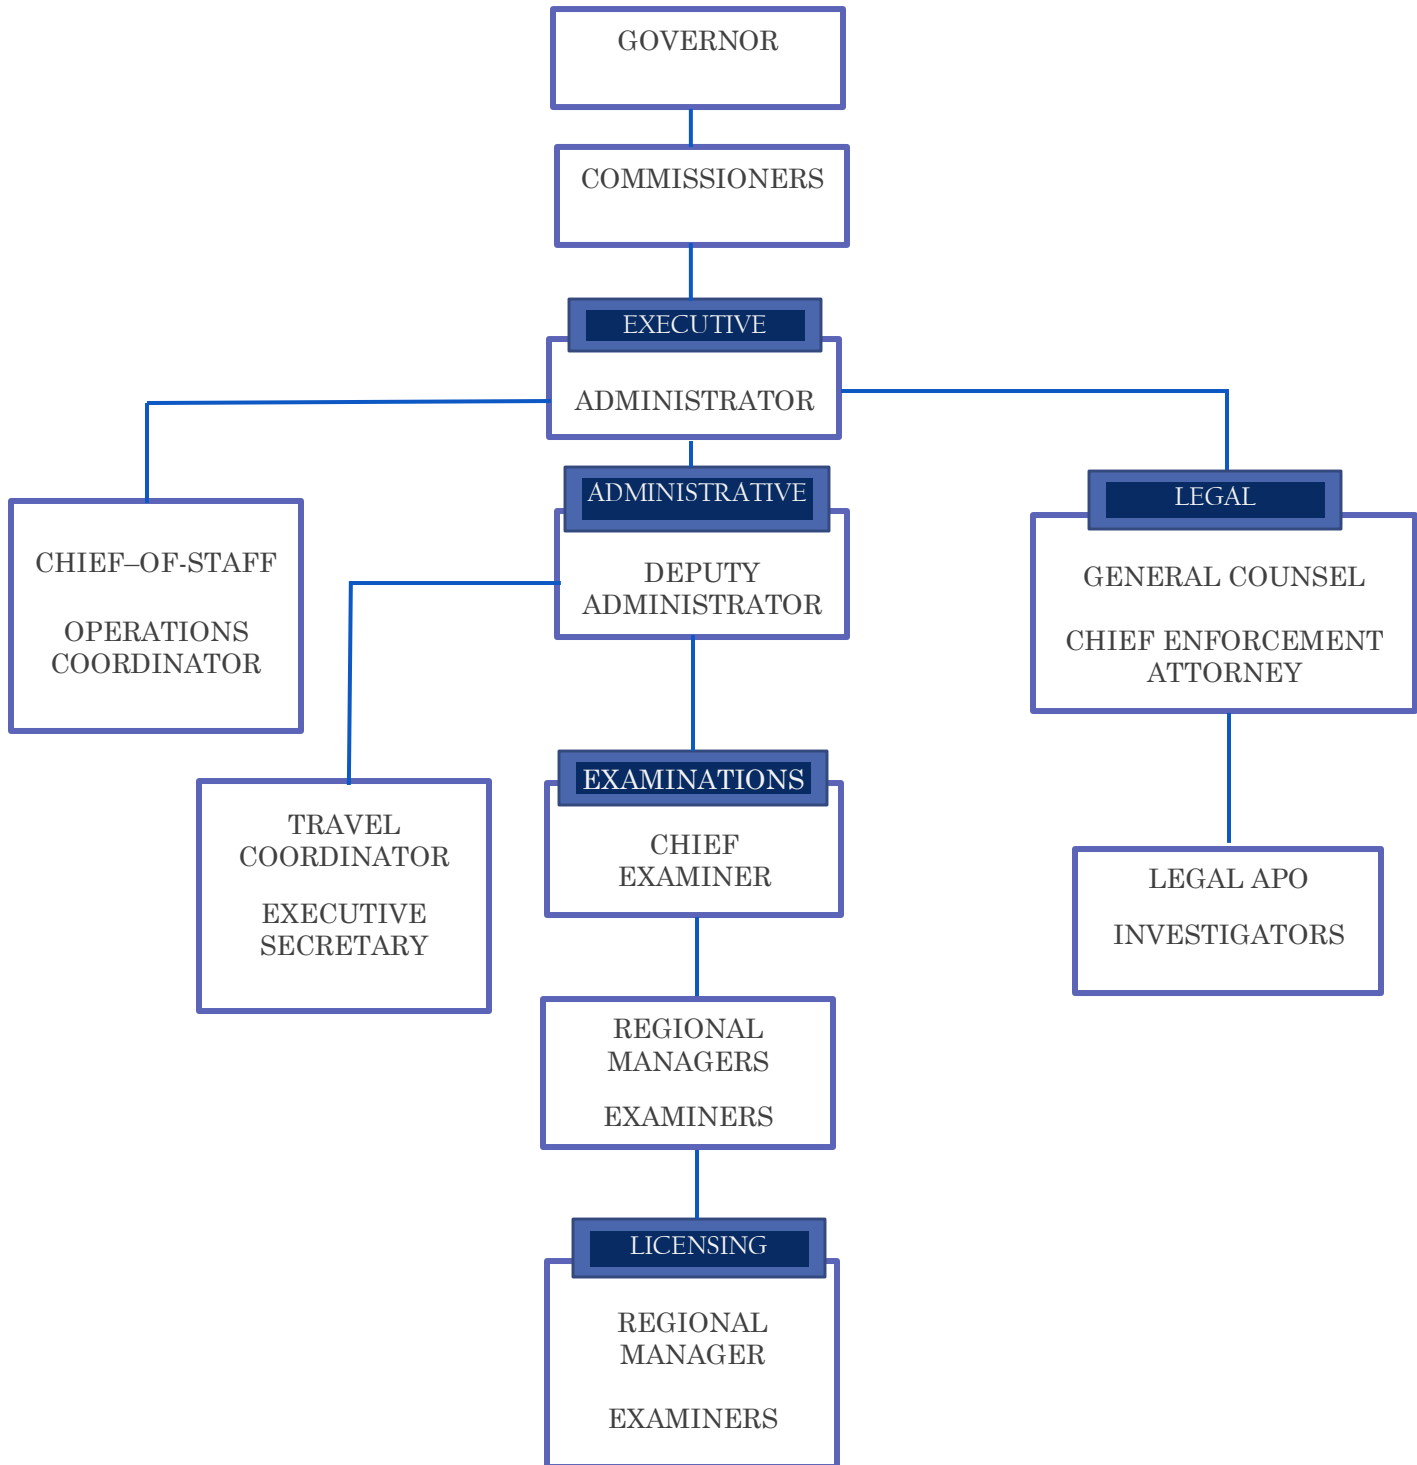 GOVERNOR
COMMISSIONERS
EXECUTIVE
ADMINISTRATOR
ADMINISTRATIVE
DEPUTY
ADMINISTRATOR
LEGAL
GENERAL COUNSEL
CHIEF ENFORCEMENT
ATTORNEY
CHIEF–OF-STAFF
OPERATIONS
COORDINATOR
EXAMINATIONS
CHIEF
EXAMINER
TRAVEL
COORDINATOR
EXECUTIVE
SECRETARY
LEGAL APO
INVESTIGATORS
REGIONAL
MANAGERS
EXAMINERS
LICENSING
REGIONAL
MANAGER
EXAMINERS